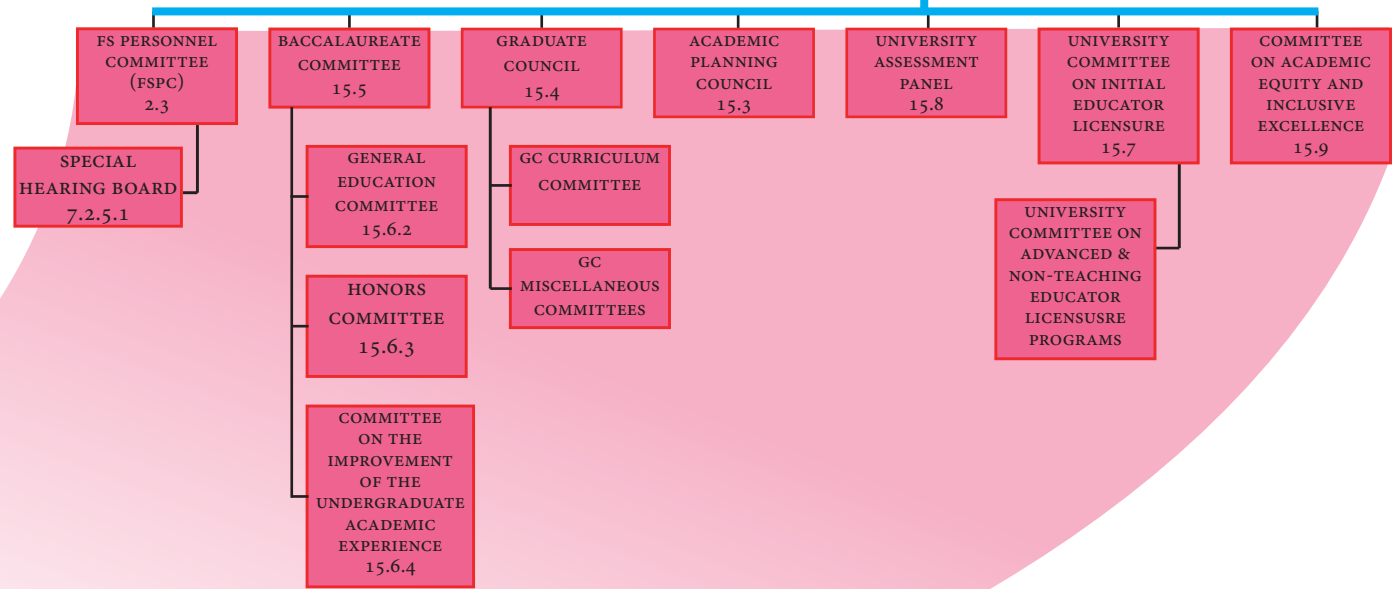 FS PERSONNEL
COMMITTEE
(FSPC)
2.3
BACCALAUREATE
COMMITTEE
15.5
GRADUATE
COUNCIL
15.4
ACADEMIC
PLANNING
COUNCIL
15.3
UNIVERSITY
ASSESSMENT
PANEL
15.8
UNIVERSITY
COMMITTEE
ON INITIAL
EDUCATOR
LICENSURE
15.7
COMMITTEE
ON ACADEMIC
EQUITY AND
INCLUSIVE
EXCELLENCE
15.9
SPECIAL
HEARING BOARD
7.2.5.1
GENERAL
EDUCATION
COMMITTEE
15.6.2
HONORS
COMMITTEE
15.6.3
COMMITTEE
ON THE
IMPROVEMENT
OF THE
UNDERGRADUATE
ACADEMIC
EXPERIENCE
15.6.4
GC CURRICULUM
COMMITTEE
GC
MISCELLANEOUS
COMMITTEES
UNIVERSITY
COMMITTEE ON
ADVANCED &
NON-TEACHING
EDUCATOR
LICENSUSRE
PROGRAMS